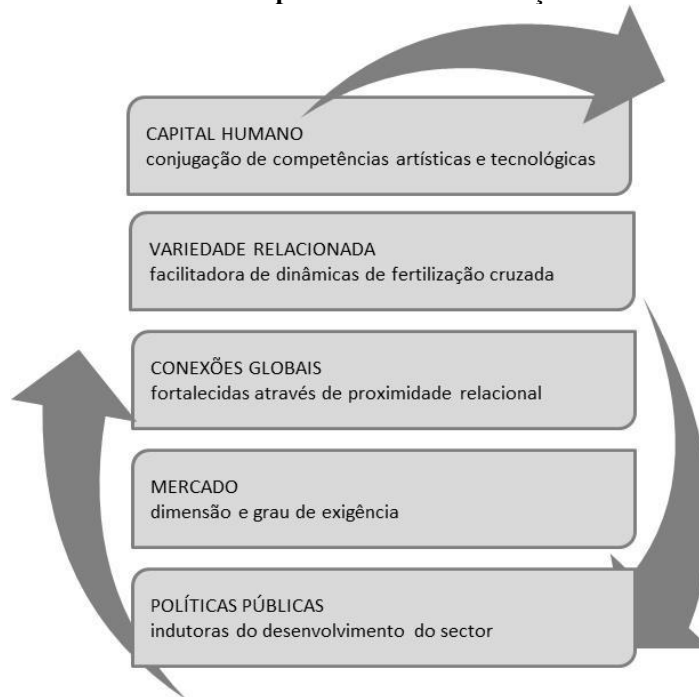 CAPITAL HUMANO
conjugação de competências artísticas e tecnológicas
VARIEDADE RELACIONADA
facilitadora de dinâmicas de fertilização cruzada
CONEXÕES GLOBAIS
fortalecidas através de proximidade relacional
MERCADO
dimensão e grau de exigência
POLÍTICAS PÚBLICAS
indutoras do desenvolvimento do sector